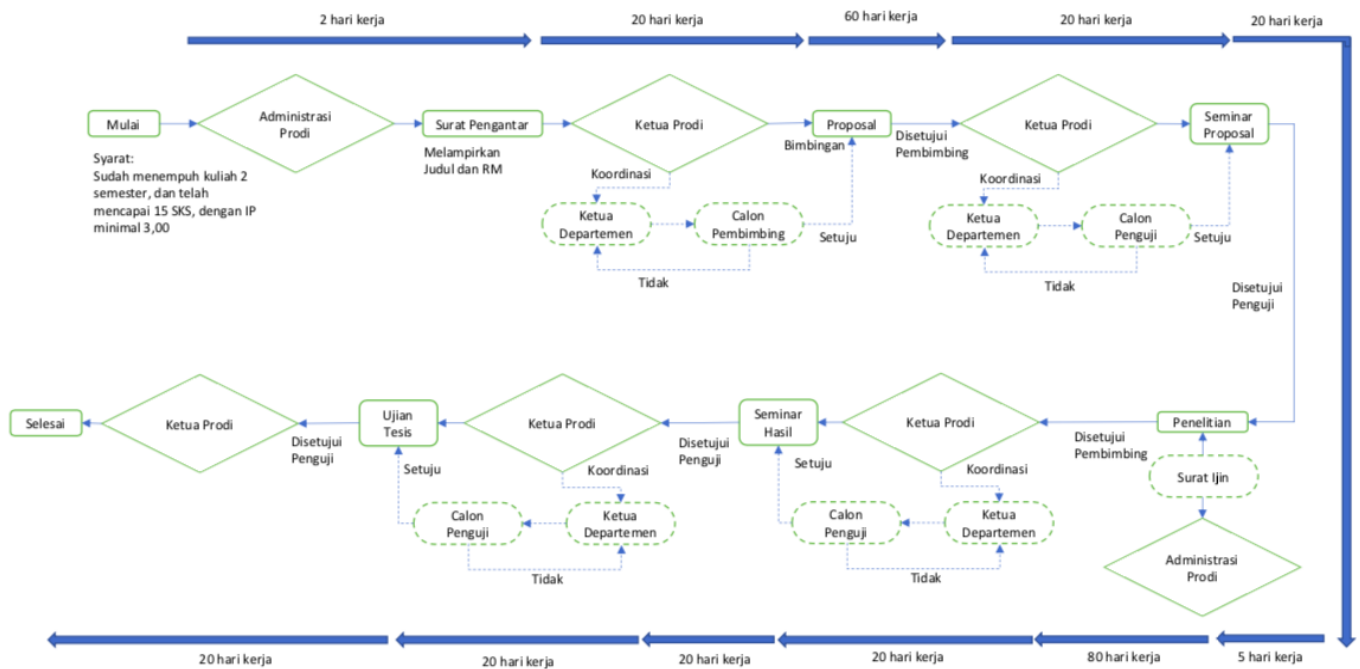 2 hari kerja
20 hari kerja
60 hari kerja
20 hari kerja
20 hari kerja
Mulai
Administrasi
Prodi
Surat Pengantar
Ketua Prodi
Proposal
Ketua Prodi
Seminar
Proposal
Syarat:
Sudah menempuh kuliah 2
semester, dan telah
mencapai 15 SKS, dengan IP
minimal 3,00
Melampirkan
Judul dan RM
Bimbingan
Disetujui
Pembimbing
Koordinasi
Ketua
Departemen
Calon
Pembimbing
Setuju
Tidak
Koordinasi
Ketua
Departemen
Calon
Penguji
Setuju
Tidak
Disetujui
Penguji
Selesai
Ketua Prodi
Disetujui
Penguji
Ujian
Tesis
Ketua Prodi
Disetujui
Penguji
Seminar
Hasil
Ketua Prodi
Disetujui
Pembimbing
Penelitian
Setuju
Koordinasi
Calon
Penguji
Ketua
Departemen
Tidak
Setuju
Koordinasi
Calon
Penguji
Ketua
Departemen
Tidak
Surat Ijin
Administrasi
Prodi
20 hari kerja
20 hari kerja
20 hari kerja
20 hari kerja
80 hari kerja
5 hari kerja